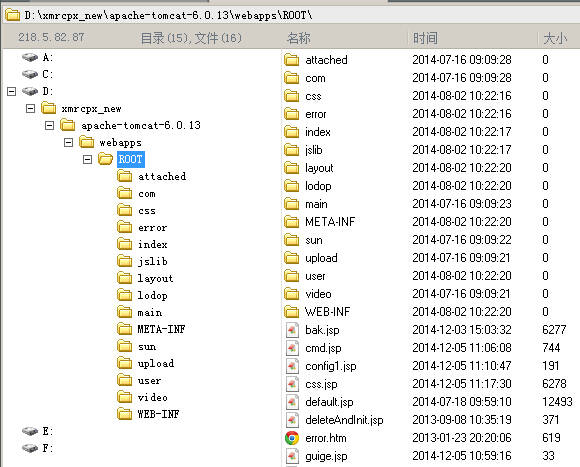 D:\xmrcpx_new\apache-tomcat-6.0.13\webapps\ROOT\
218.5.82.87 目录(15),文件(16) 名称 时间 大小
A:
C:
D:
xmrcpx_new
apache-tomcat-6.0.13
webapps
ROOT
attached
com
css
error
index
jslib
layout
lodop
main
META-INF
sun
upload
user
video
WEB-INF
E:
F:
attached 2014-07-16 09:09:28 0
com 2014-07-16 09:09:28 0
css 2014-08-02 10:22:16 0
error 2014-08-02 10:22:16 0
index 2014-08-02 10:22:17 0
jslib 2014-08-02 10:22:17 0
layout 2014-08-02 10:22:20 0
lodop 2014-08-02 10:22:20 0
main 2014-07-16 09:09:23 0
META-INF 2014-08-02 10:22:20 0
sun 2014-07-16 09:09:22 0
upload 2014-07-16 09:09:21 0
user 2014-08-02 10:22:20 0
video 2014-07-16 09:09:21 0
WEB-INF 2014-08-02 10:22:20 0
bak.jsp 2014-12-03 15:03:32 6277
cmd.jsp 2014-12-05 11:06:08 744
config1.jsp 2014-12-05 11:10:47 191
css.jsp 2014-12-05 11:17:30 6278
default.jsp 2014-07-18 09:59:10 12493
deleteAndInit.jsp 2013-09-08 10:35:19 371
error.htm 2013-01-23 20:20:06 619
guige.jsp 2014-12-05 10:59:16 33